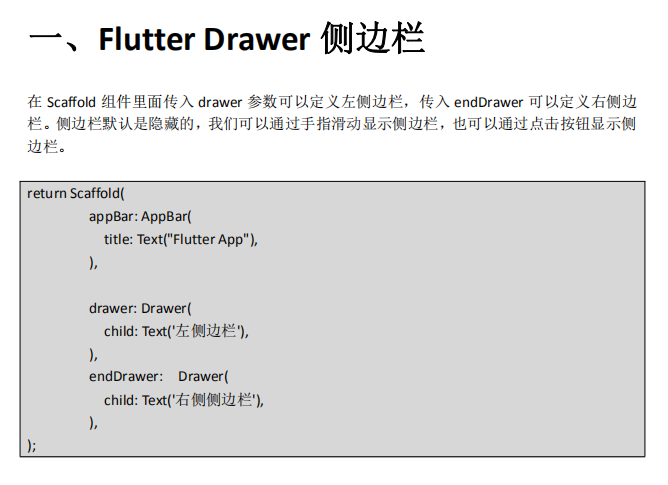 一、Flutter Drawer 侧边栏
在 Scaffold 组件里面传入 drawer 参数可以定义左侧边栏，传入 endDrawer 可以定义右侧边
栏。侧边栏默认是隐藏的，我们可以通过手指滑动显示侧边栏，也可以通过点击按钮显示侧
边栏。
return Scaffold(
appBar: AppBar(
title: Text("Flutter App"),
),
drawer: Drawer(
child: Text('左侧边栏'),
),
endDrawer: Drawer(
child: Text('右侧侧边栏'),
),
);